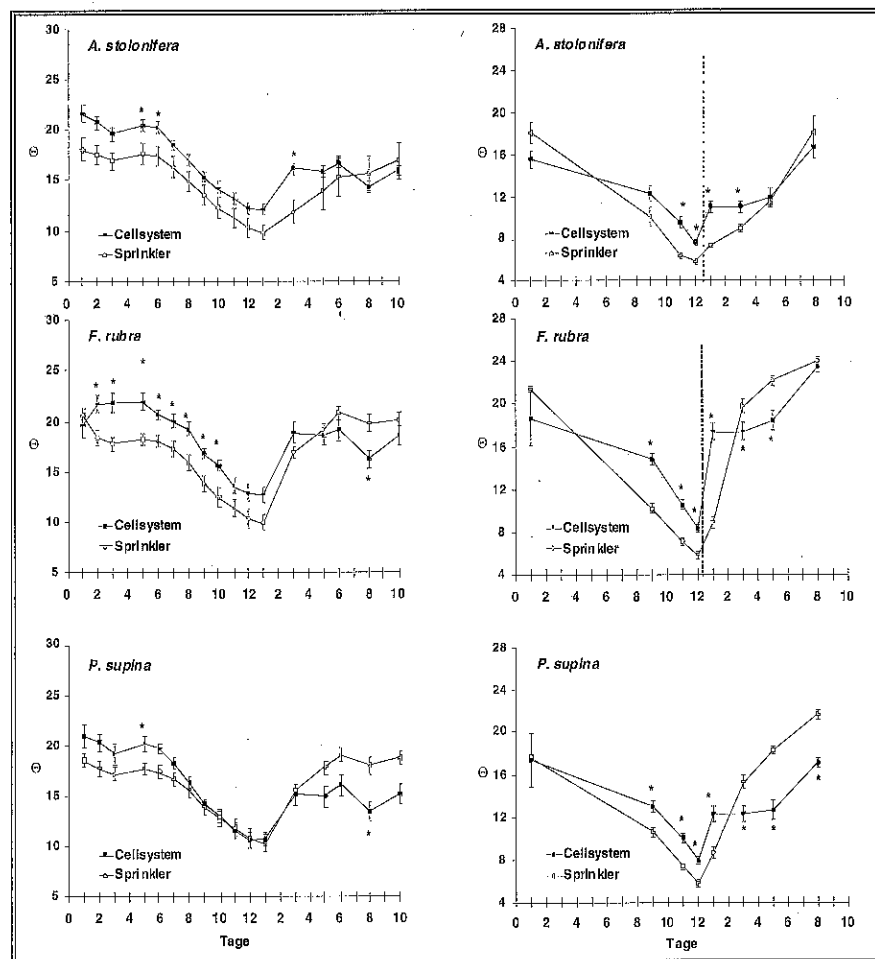 A. stolonifera
30
25
20
Θ
15
10
5
* * *
Cellsystem
Sprinkler
0 2 4 6 8 10 12 2 4 6 8 10
A. stolonifera
28
24
20
Θ
16
12
8
4
* * * *
Cellsystem
Sprinkler
0 2 4 6 8 10 12 2 4 6 8 10
F. rubra
30
25
20
Θ
15
10
5
* * * * * * * * *
Cellsystem
Sprinkler
0 2 4 6 8 10 12 2 4 6 8 10
F. rubra
28
24
20
Θ
16
12
8
4
* * * * * *
Cellsystem
Sprinkler
0 2 4 6 8 10 12 2 4 6 8 10
P. supina
30
25
20
Θ
15
10
5
* *
Cellsystem
Sprinkler
0 2 4 6 8 10 12 2 4 6 8 10
Tage
P. supina
28
24
20
Θ
16
12
8
4
* * * * * * *
Cellsystem
Sprinkler
0 2 4 6 8 10 12 2 4 6 8 10
Tage